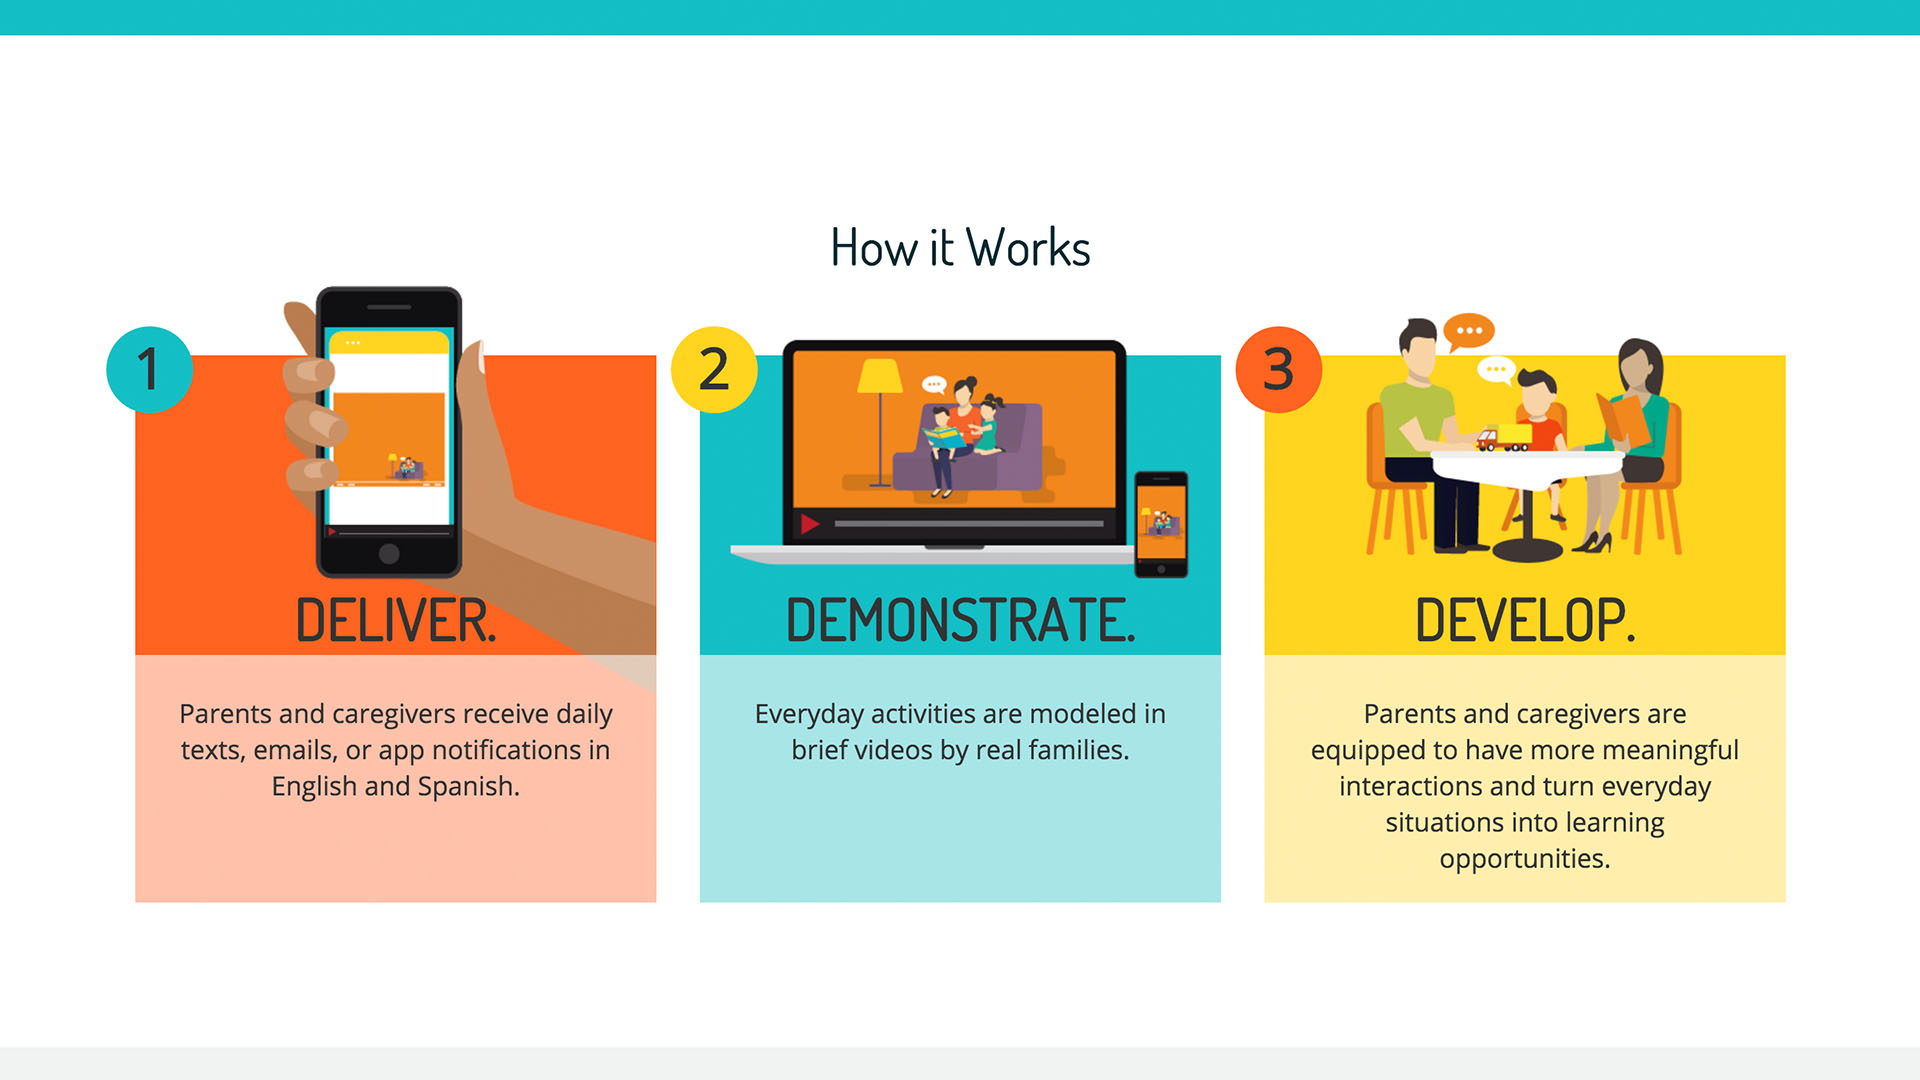 How it Works
1
DELIVER.
Parents and caregivers receive daily
texts, emails, or app notifications in
English and Spanish.
2
DEMONSTRATE.
Everyday activities are modeled in
brief videos by real families.
3
DEVELOP.
Parents and caregivers are
equipped to have more meaningful
interactions and turn everyday
situations into learning
opportunities.